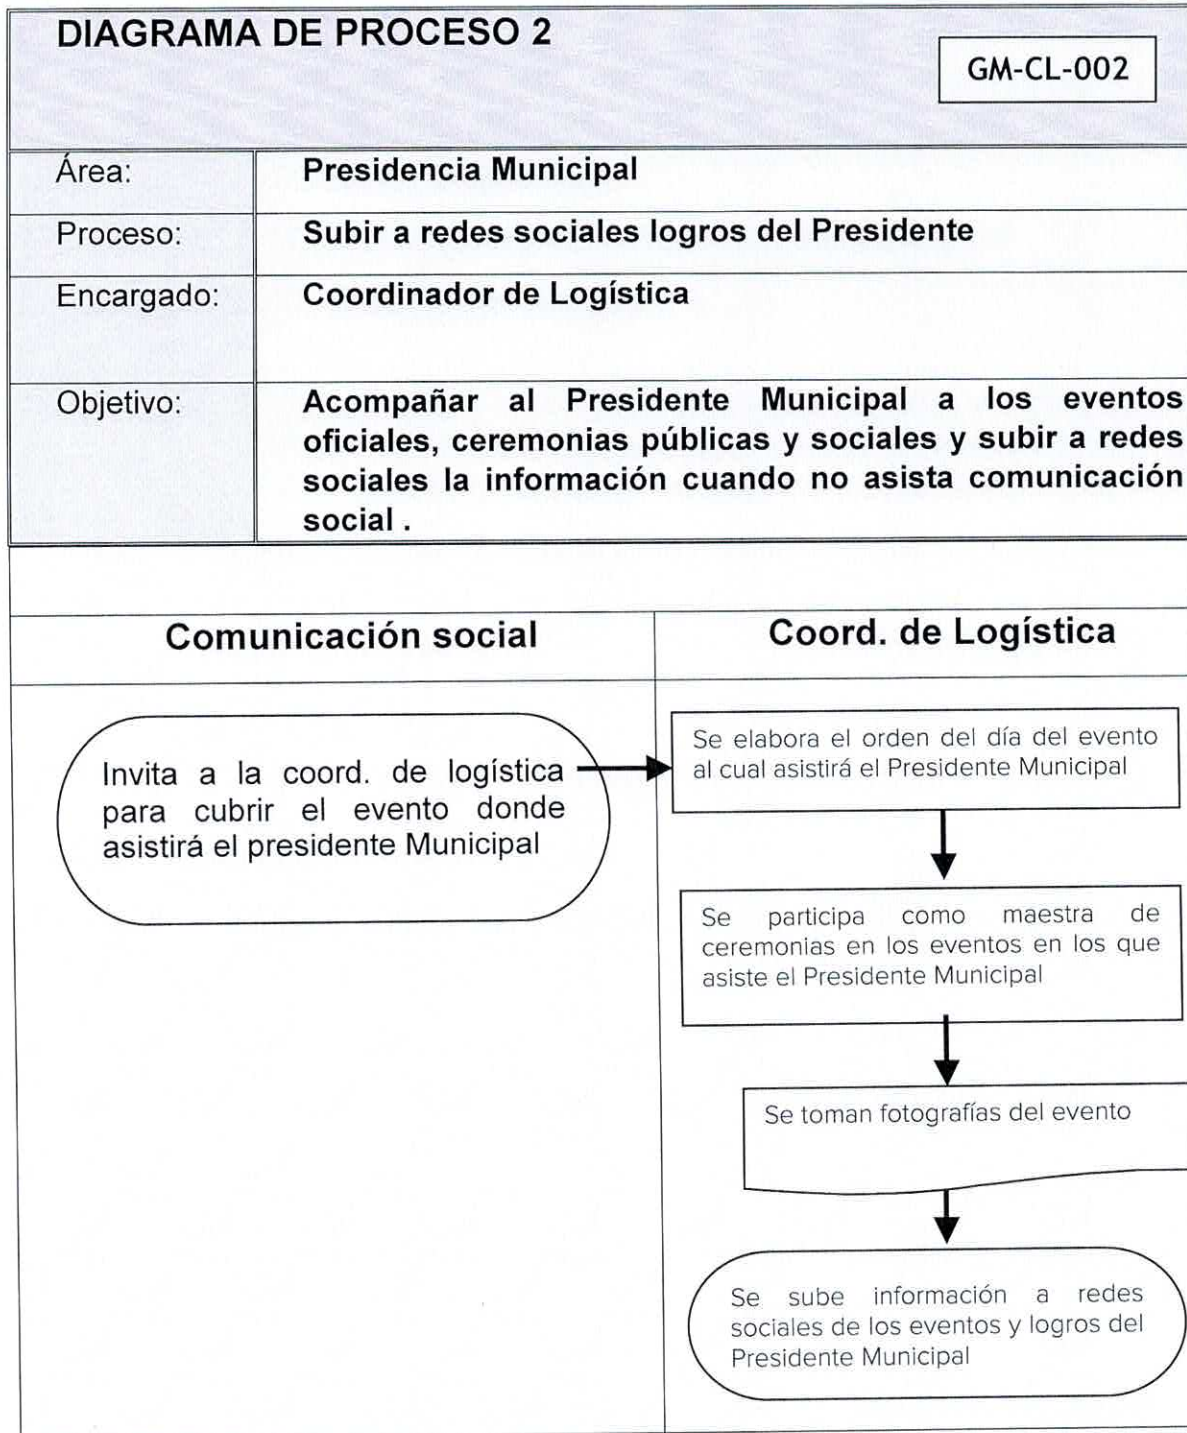 DIAGRAMA DE PROCESO 2
GM-CL-002
Área:
Presidencia Municipal
Proceso:
Subir a redes sociales logros del Presidente
Encargado:
Coordinador de Logística
Objetivo:
Acompañar al Presidente Municipal a los eventos
oficiales, ceremonias públicas y sociales y subir a redes
sociales la información cuando no asista comunicación
social .
Comunicación social
Coord. de Logística
Invita a la coord. de logística
para cubrir el evento donde
asistirá el presidente Municipal
Se elabora el orden del día del evento
al cual asistirá el Presidente Municipal
Se participa como maestra de
ceremonias en los eventos en los que
asiste el Presidente Municipal
Se toman fotografías del evento
Se sube información a redes
sociales de los eventos y logros del
Presidente Municipal